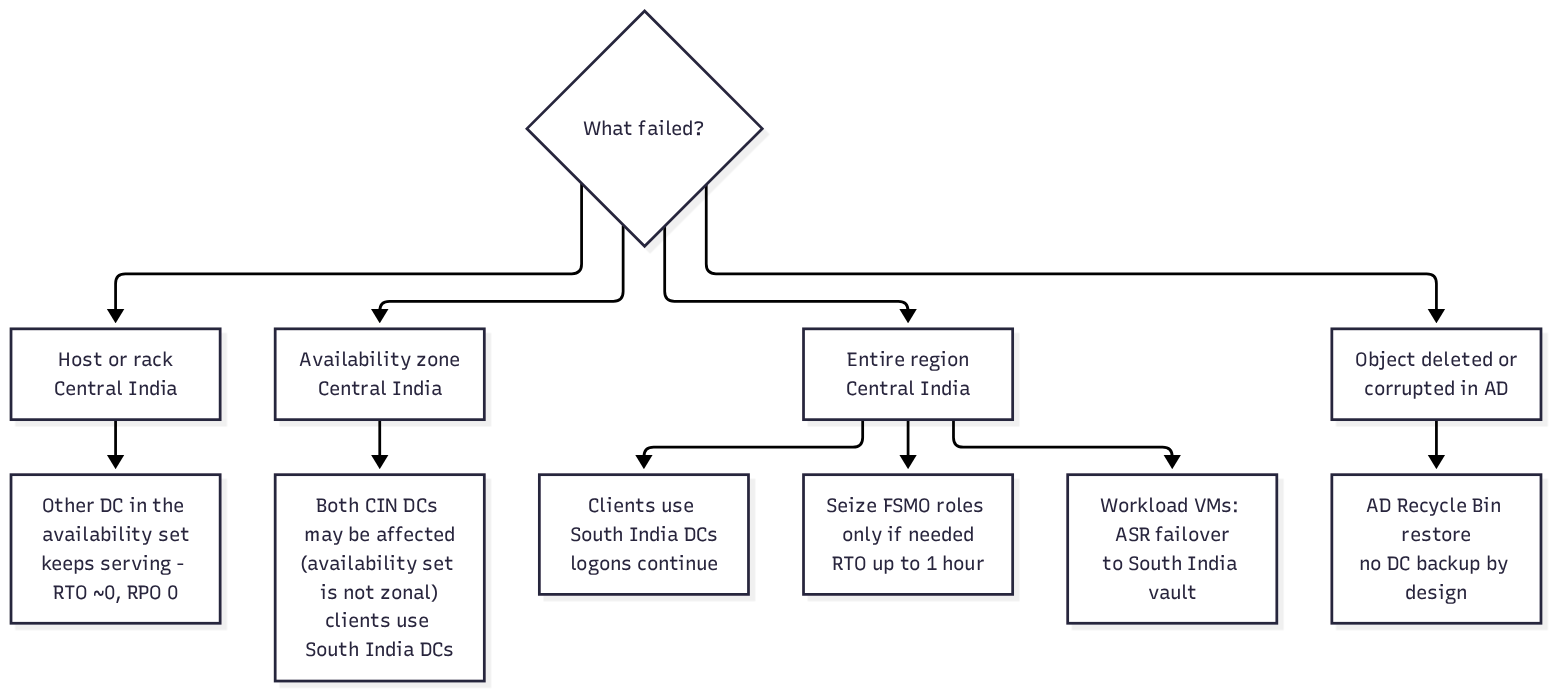 What failed?
Host or rack
Central India
Availability zone
Central India
Entire region
Central India
Object deleted or
corrupted in AD
Other DC in the
availability set
keeps serving -
RTO ~0, RPO 0
Both CIN DCs
may be affected
(availability set
is not zonal)
clients use
South India DCs
Clients use
South India DCs
logons continue
Seize FSMO roles
only if needed
RTO up to 1 hour
Workload VMs:
ASR failover
to South India
vault
AD Recycle Bin
restore
no DC backup by
design